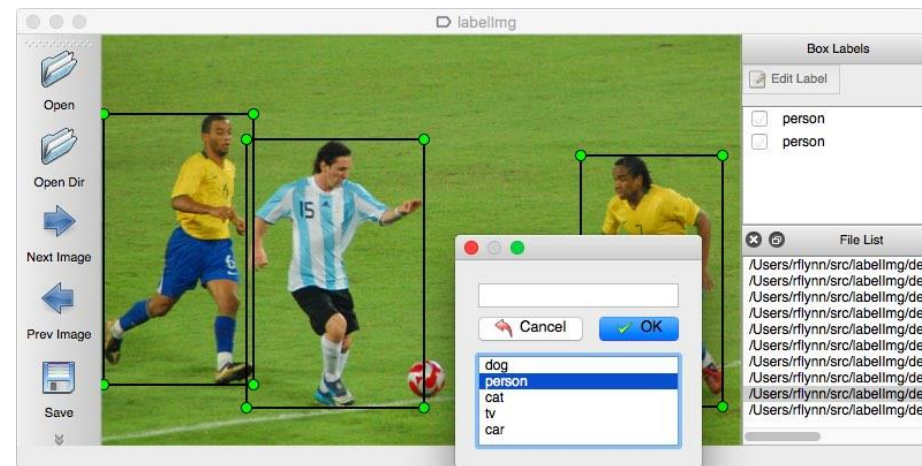 labelImg
Open
Open Dir
Next Image
Prev Image
Save
Box Labels
Edit Label
person
person
File List
/Users/rflynn/src/labelImg/de
/Users/rflynn/src/labelImg/de
/Users/rflynn/src/labelImg/de
/Users/rflynn/src/labelImg/de
/Users/rflynn/src/labelImg/de
/Users/rflynn/src/labelImg/de
/Users/rflynn/src/labelImg/de
/Users/rflynn/src/labelImg/de
/Users/rflynn/src/labelImg/de
/Users/rflynn/src/labelImg/de
Cancel
OK
dog
person
cat
tv
car
15
6